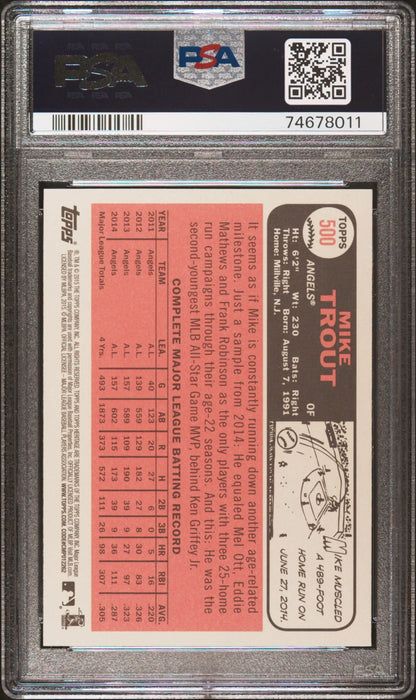 PSA
PSA
74678011
TOPPS
500
MIKE
TROUT
ANGELS® OF
Ht: 6'2" Wt: 230 Bats: Right
Throws: Right Born: August 7, 1991
Home: Millville, N.J.
MIKE MUSCLED
A 489-FOOT
HOME RUN ON
JUNE 27, 2014.
It seems as if Mike is constantly running down another age-related
milestone. Just a sample from 2014: He equaled Mel Ott, Eddie
Mathews and Frank Robinson as the only players with three 25-home
run campaigns through their age-22 seasons. And this: He was the
second-youngest MLB All-Star Game MVP, behind Ken Griffey Jr.
COMPLETE MAJOR LEAGUE BATTING RECORD
YEAR TEAM LEA. G AB R H 2B 3B HR RBI AVG.
2011 Angels A.L. 40 123 20 27 6 0 5 16 .220
2012 Angels A.L. 139 559 129 182 27 8 30 83 .326
2013 Angels A.L. 157 589 109 190 39 9 27 97 .323
2014 Angels A.L. 157 602 115 173 39 9 36 111 .287
Major League Totals 4 Yrs. 493 1873 373 572 111 26 98 307 .305
Topps